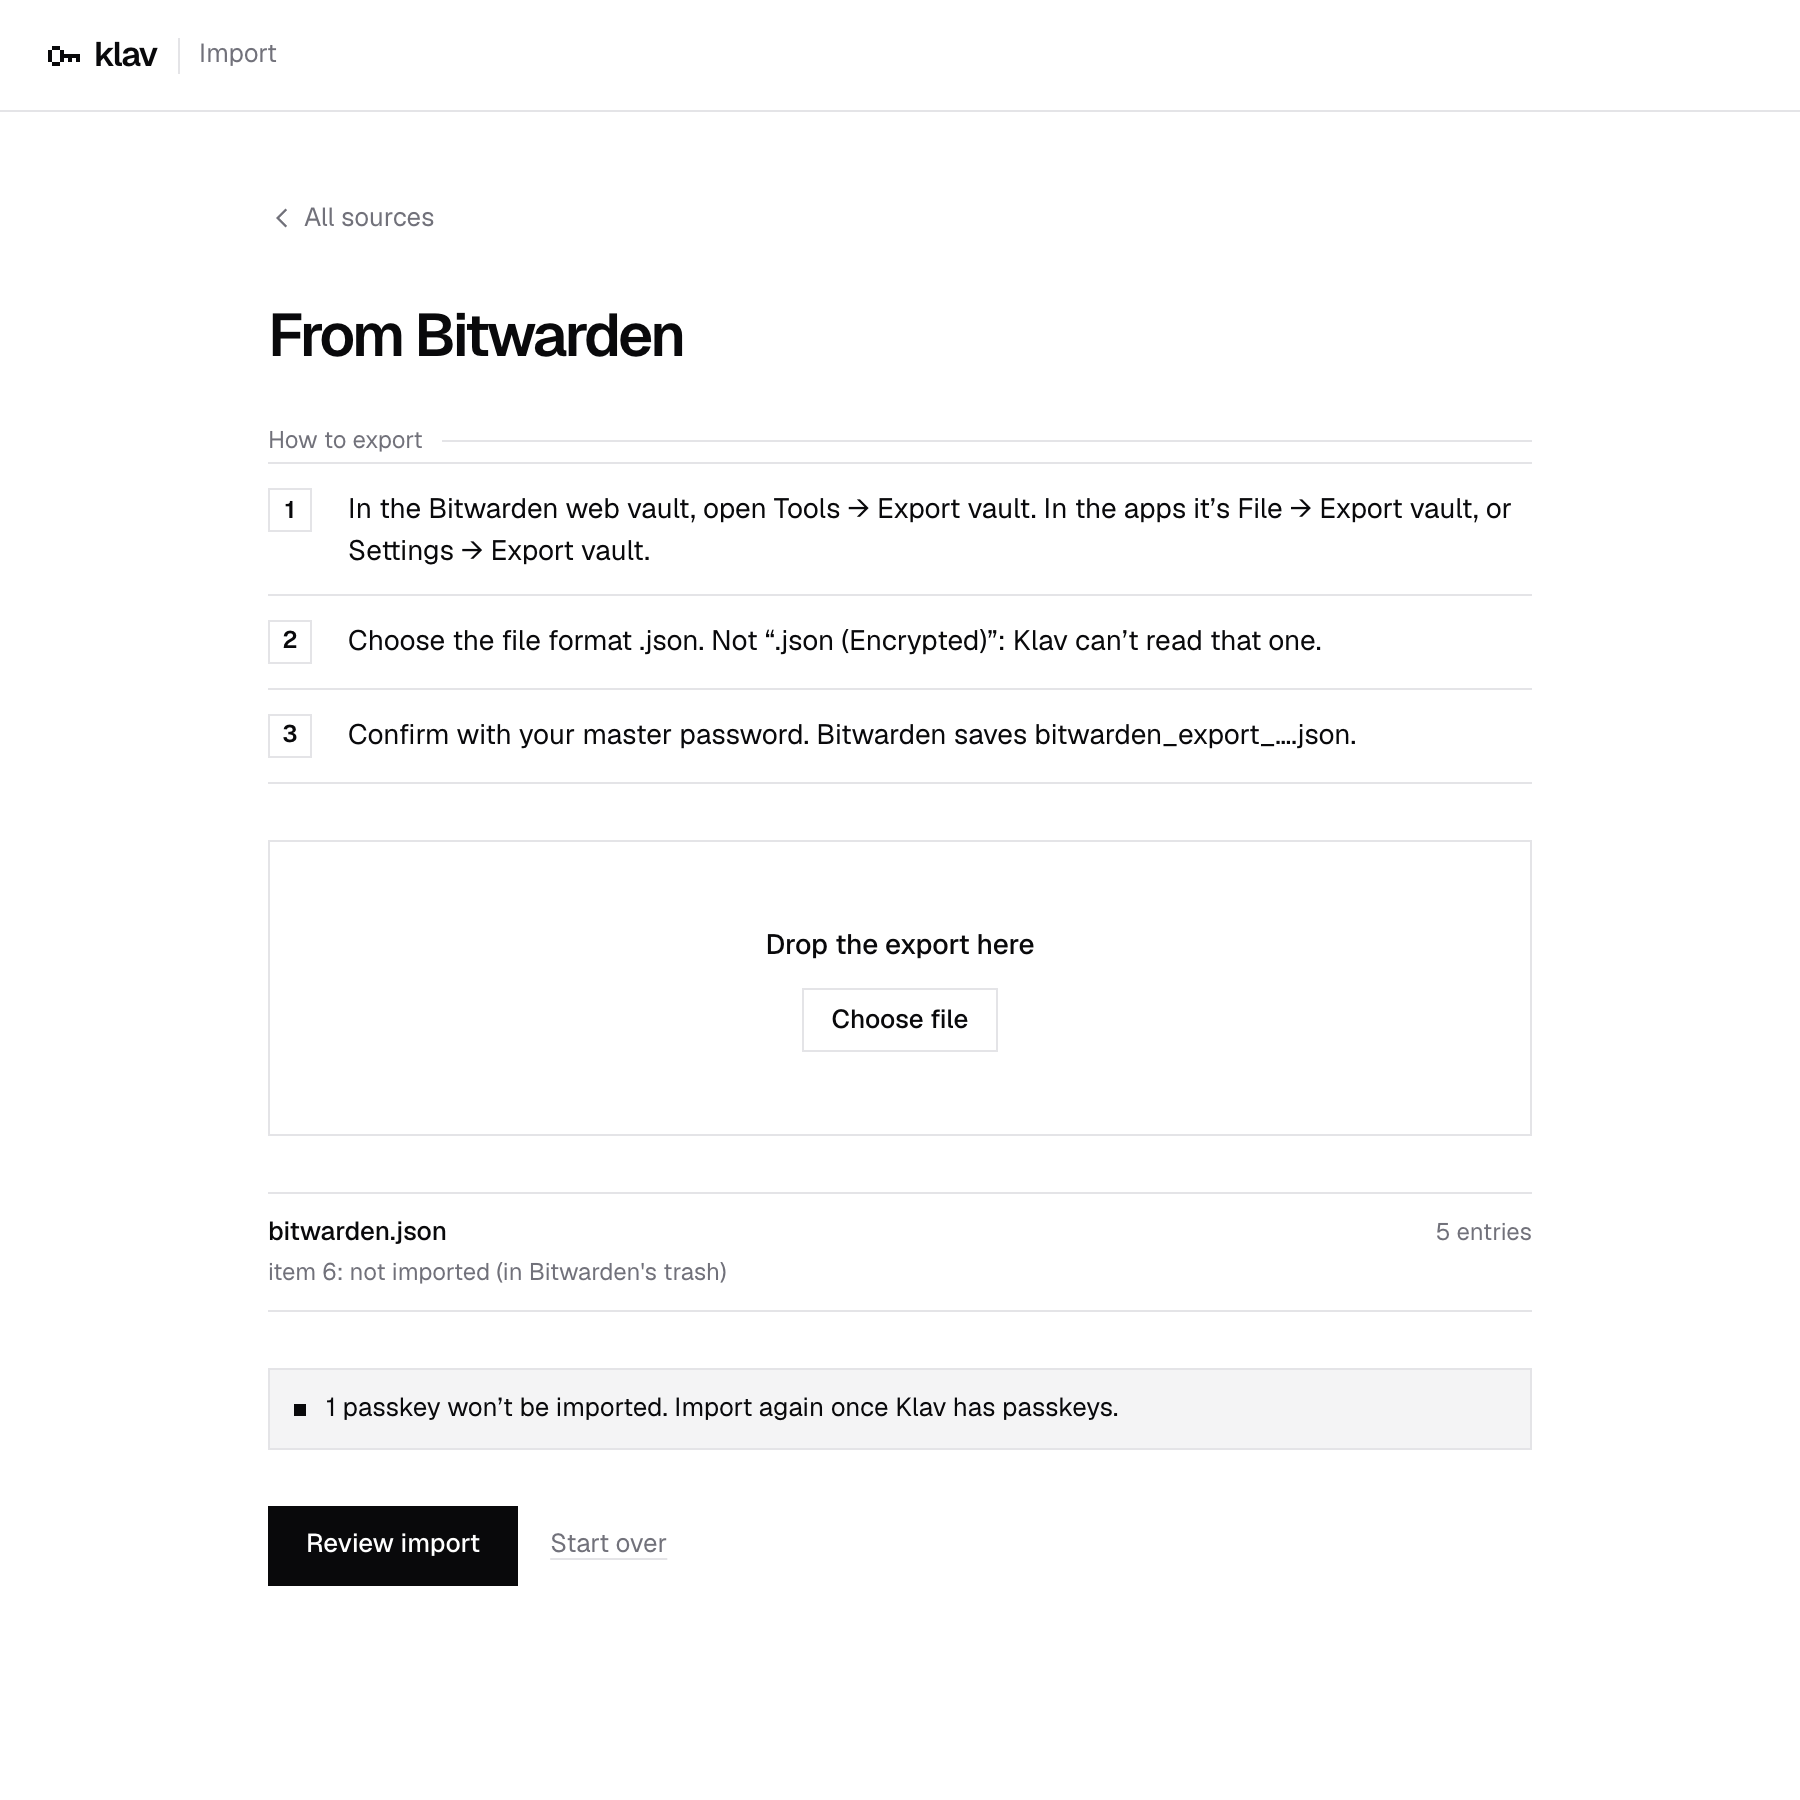 klav
Import
All sources
From Bitwarden
How to export
1
In the Bitwarden web vault, open Tools → Export vault. In the apps it’s File → Export vault, or
Settings → Export vault.
2
Choose the file format .json. Not “.json (Encrypted)”: Klav can’t read that one.
3
Confirm with your master password. Bitwarden saves bitwarden_export_….json.
Drop the export here
Choose file
bitwarden.json
5 entries
item 6: not imported (in Bitwarden's trash)
1 passkey won’t be imported. Import again once Klav has passkeys.
Review import
Start over